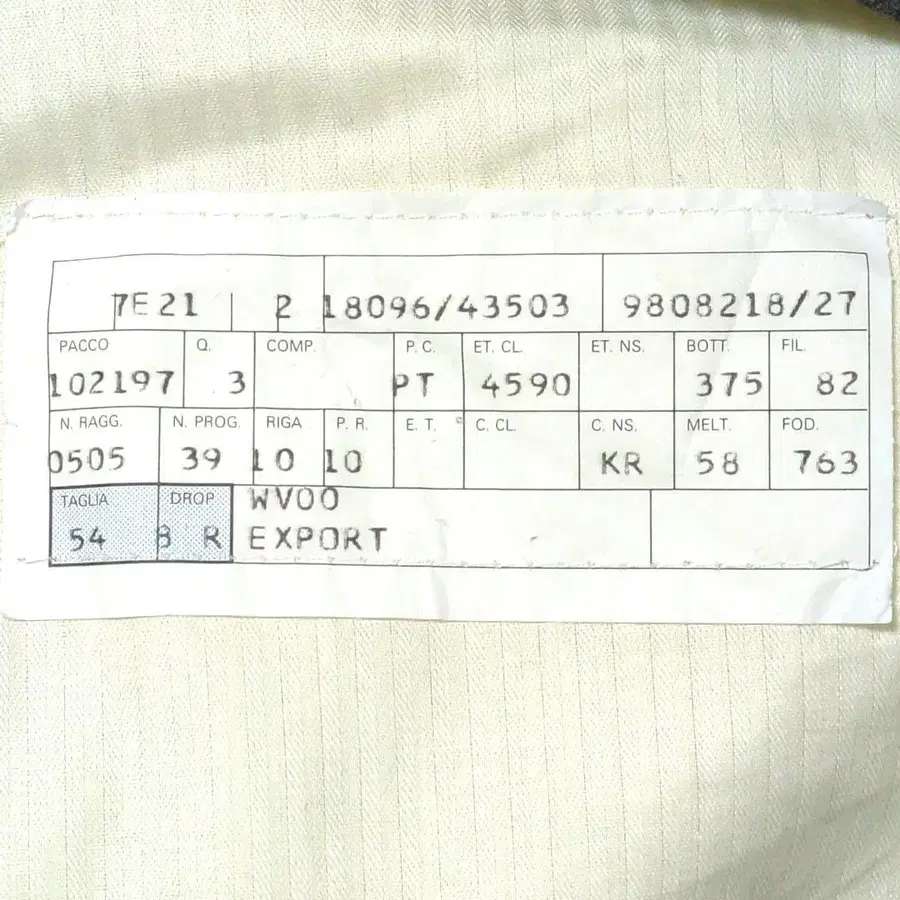 7E21 2 18096/43503 9808218/27
PACCO Q. COMP. P. C. ET. CL. ET. NS. BOTT. FIL.
102197 3 PT 4590 375 82
N. RAGG. N. PROG. RIGA P. R. E. T. C. CL. C. NS. MELT. FOD.
0505 39 10 10 KR 58 763
TAGLIA DROP WV00
54 8 R EXPORT